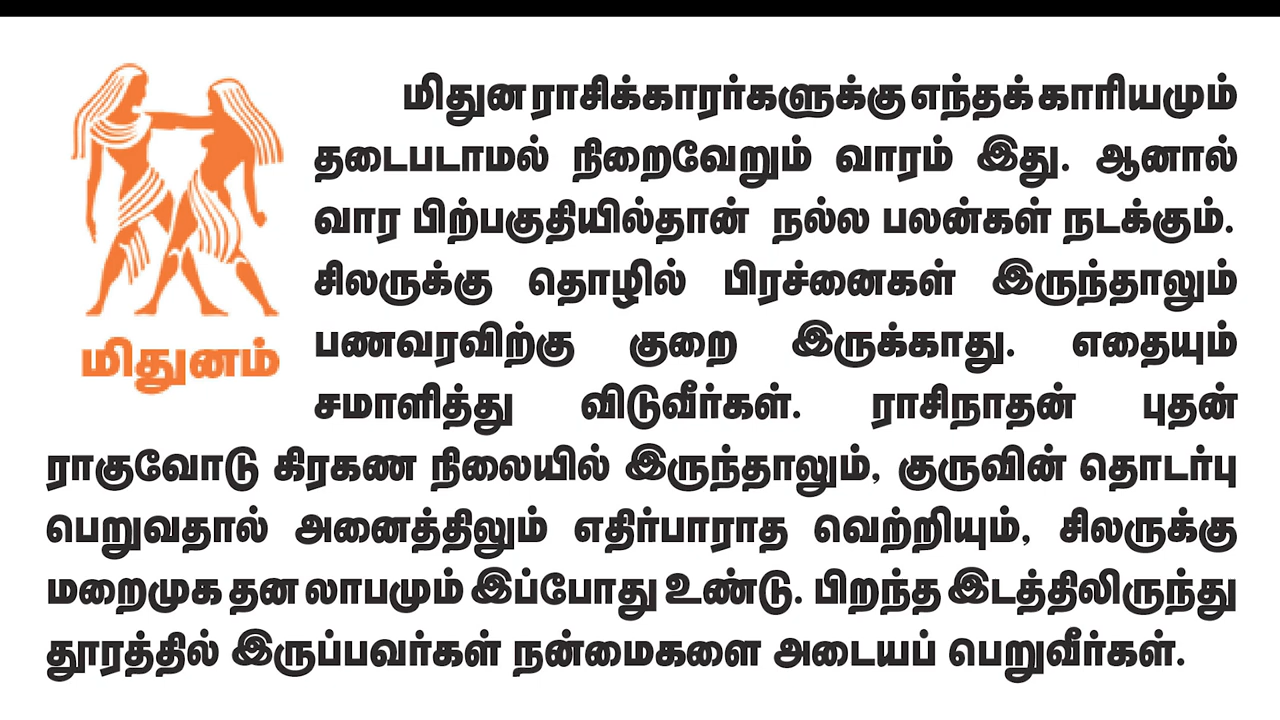 மிதுன ராசிக்காரர்களுக்கு எந்தக் காரியமும்
தடைபடாமல் நிறைவேறும் வாரம் இது. ஆனால்
வார பிற்பகுதியில்தான் நல்ல பலன்கள் நடக்கும்.
சிலருக்கு தொழில் பிரச்னைகள் இருந்தாலும்
பணவரவிற்கு குறை இருக்காது. எதையும்
சமாளித்து விடுவீர்கள். ராசிநாதன் புதன்
ராகுவோடு கிரகண நிலையில் இருந்தாலும், குருவின் தொடர்பு
பெறுவதால் அனைத்திலும் எதிர்பாராத வெற்றியும், சிலருக்கு
மறைமுக தன லாபமும் இப்போது உண்டு. பிறந்த இடத்திலிருந்து
தூரத்தில் இருப்பவர்கள் நன்மைகளை அடையப் பெறுவீர்கள்.
மிதுனம்